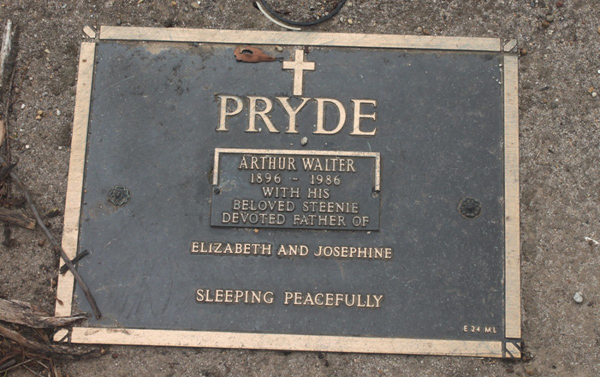 PRYDE
ARTHUR WALTER
1896 - 1986
WITH HIS
BELOVED STEENIE
DEVOTED FATHER OF
ELIZABETH AND JOSEPHINE
SLEEPING PEACEFULLY
E 24 ML